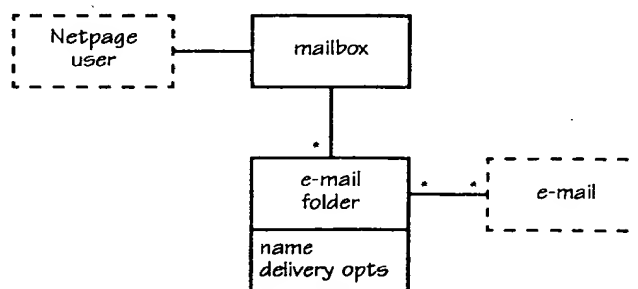 Netpage
user
mailbox
*
e-mail
folder
* *
e-mail
name
delivery opts